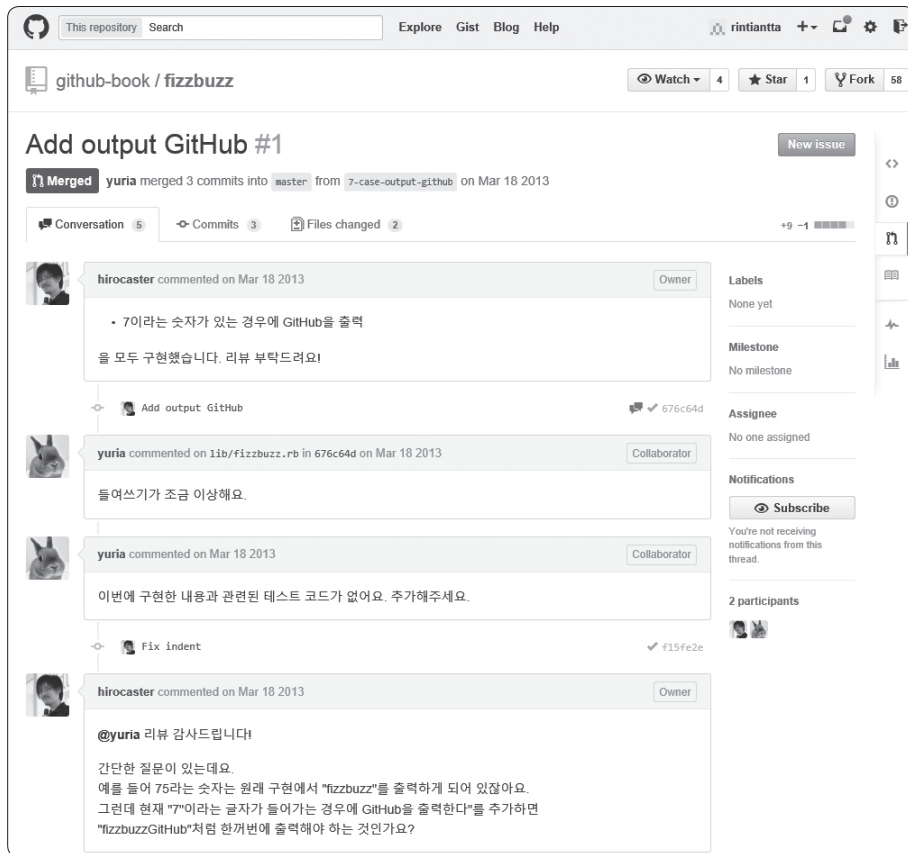 This repository Search Explore Gist Blog Help rintiantta
github-book / fizzbuzz Watch 4 Star 1 Fork 58
Add output GitHub #1 New issue
Merged yuria merged 3 commits into master from 7-case-output-github on Mar 18 2013
Conversation 5 Commits 3 Files changed 2 +9 −1
hirocaster commented on Mar 18 2013 Owner
• 7이라는 숫자가 있는 경우에 GitHub을 출력
을 모두 구현했습니다. 리뷰 부탁드려요!
Add output GitHub 676c64d
yuria commented on lib/fizzbuzz.rb in 676c64d on Mar 18 2013 Collaborator
들여쓰기가 조금 이상해요.
yuria commented on Mar 18 2013 Collaborator
이번에 구현한 내용과 관련된 테스트 코드가 없어요. 추가해주세요.
Fix indent f15fe2e
hirocaster commented on Mar 18 2013 Owner
@yuria 리뷰 감사드립니다!
간단한 질문이 있는데요.
예를 들어 75라는 숫자는 원래 구현에서 "fizzbuzz"를 출력하게 되어 있잖아요.
그런데 현재 "7"이라는 글자가 들어가는 경우에 GitHub을 출력한다"를 추가하면
"fizzbuzzGitHub"처럼 한꺼번에 출력해야 하는 것인가요?
Labels
None yet
Milestone
No milestone
Assignee
No one assigned
Notifications
Subscribe
You're not receiving
notifications from this
thread.
2 participants